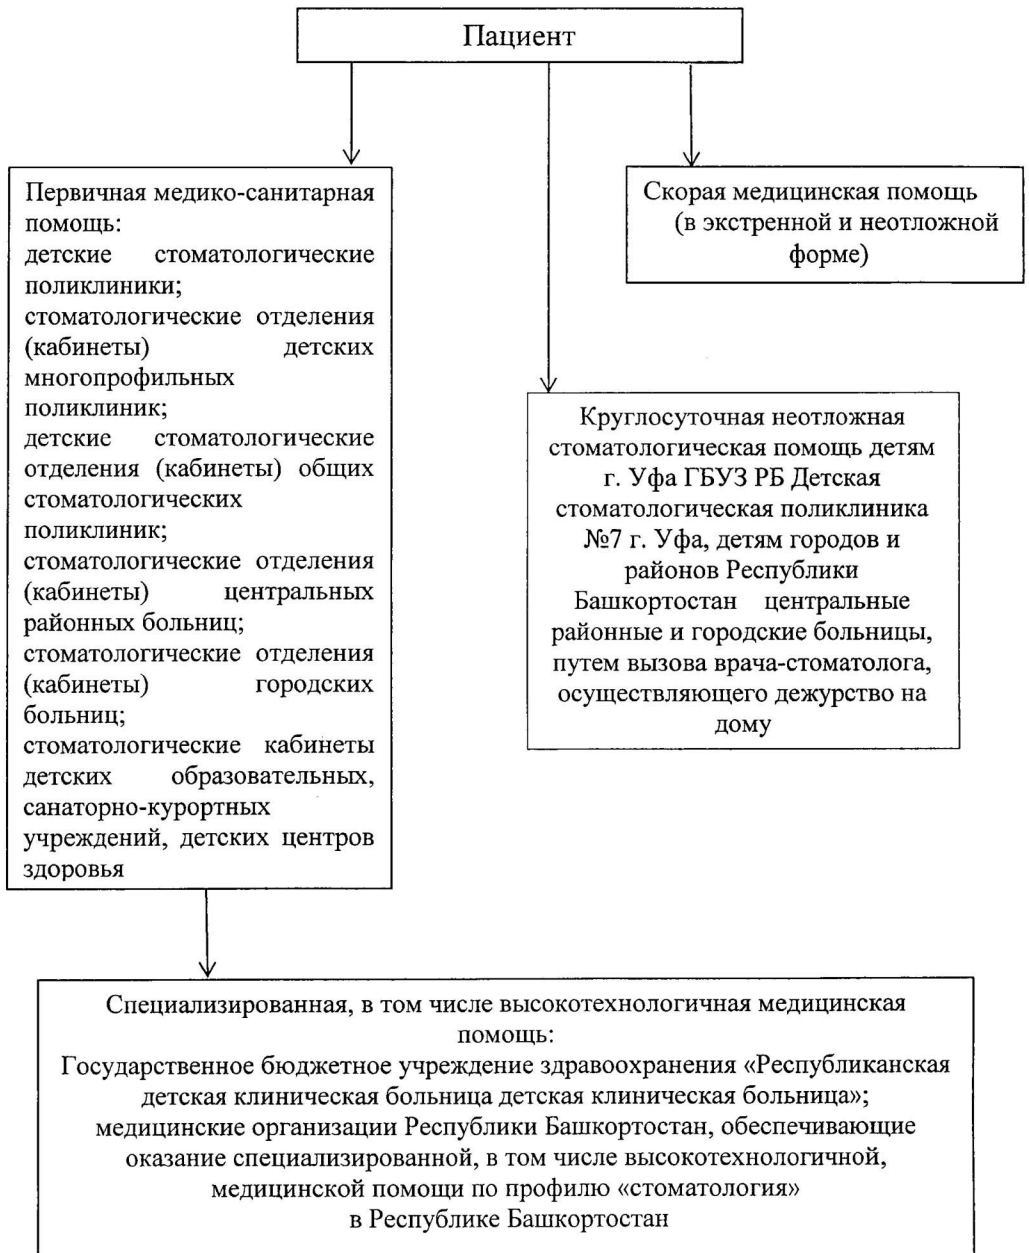 Пациент
Первичная медико-санитарная
помощь:
детские стоматологические
поликлиники;
стоматологические отделения
(кабинеты) детских
многопрофильных
поликлиник;
детские стоматологические
отделения (кабинеты) общих
стоматологических
поликлиник;
стоматологические отделения
(кабинеты) центральных
районных больниц;
стоматологические отделения
(кабинеты) городских
больниц;
стоматологические кабинеты
детских образовательных,
санаторно-курортных
учреждений, детских центров
здоровья
Скорая медицинская помощь
(в экстренной и неотложной
форме)
Круглосуточная неотложная
стоматологическая помощь детям
г. Уфа ГБУЗ РБ Детская
стоматологическая поликлиника
№7 г. Уфа, детям городов и
районов Республики
Башкортостан центральные
районные и городские больницы,
путем вызова врача-стоматолога,
осуществляющего дежурство на
дому
Специализированная, в том числе высокотехнологичная медицинская
помощь:
Государственное бюджетное учреждение здравоохранения «Республиканская
детская клиническая больница детская клиническая больница»;
медицинские организации Республики Башкортостан, обеспечивающие
оказание специализированной, в том числе высокотехнологичной,
медицинской помощи по профилю «стоматология»
в Республике Башкортостан